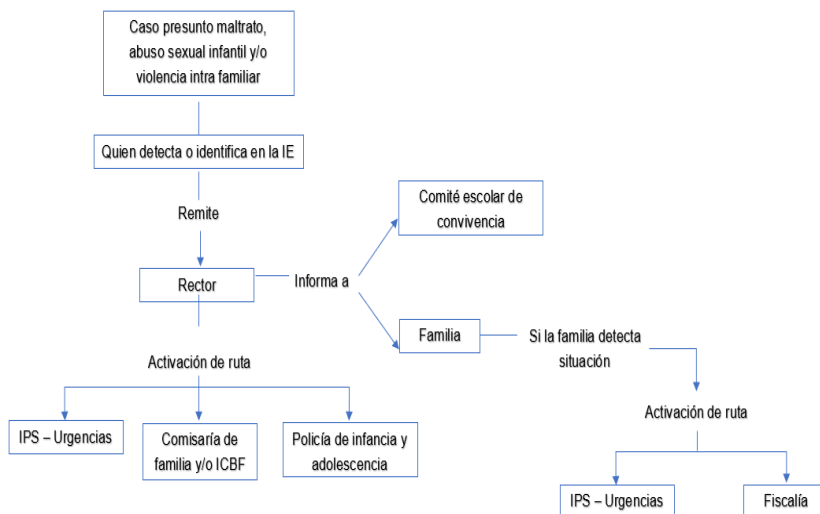 Caso presunto maltrato,
abuso sexual infantil y/o
violencia intra familiar
Quien detecta o identifica en la IE
Remite
Rector
Informa a
Comité escolar de
convivencia
Familia
Si la familia detecta
situación
Activación de ruta
IPS – Urgencias
Comisaría de
familia y/o ICBF
Policía de infancia y
adolescencia
Activación de ruta
IPS – Urgencias
Fiscalía